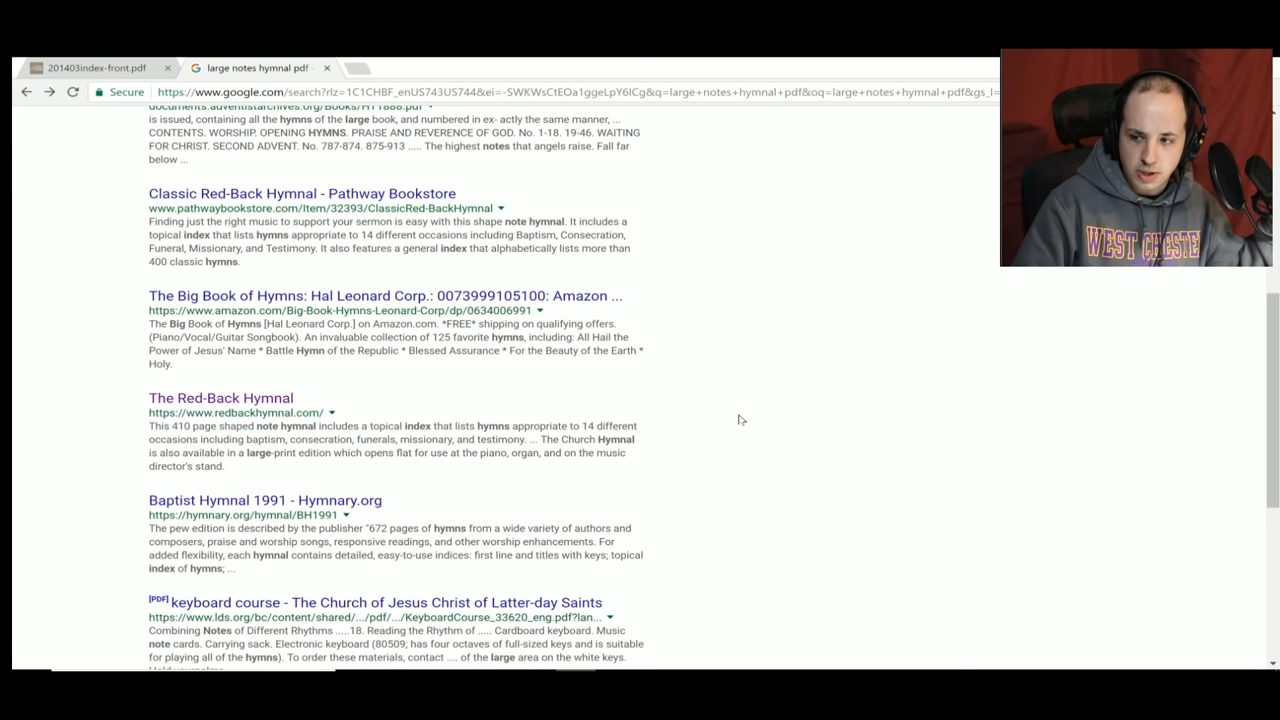 201403index-front.pdf
large notes hymnal pdf -
Secure
https://www.google.com/search?rlz=1C1CHBF_enUS743US744&ei=-SWKWsCtEOa1ggeLpY6ICg&q=large+notes+hymnal+pdf&oq=large+notes+hymnal+pdf&gs_l=
documents.adventistarchives.org/Books/HT1888.pdf
is issued, containing all the hymns of the large book, and numbered in ex- actly the same manner, ...
CONTENTS. WORSHIP. OPENING HYMNS. PRAISE AND REVERENCE OF GOD. No. 1-18. 19-46. WAITING
FOR CHRIST. SECOND ADVENT. No. 787-874. 875-913 ..... The highest notes that angels raise. Fall far
below ...
Classic Red-Back Hymnal - Pathway Bookstore
www.pathwaybookstore.com/Item/32393/ClassicRed-BackHymnal
Finding just the right music to support your sermon is easy with this shape note hymnal. It includes a
topical index that lists hymns appropriate to 14 different occasions including Baptism, Consecration,
Funeral, Missionary, and Testimony. It also features a general index that alphabetically lists more than
400 classic hymns.
The Big Book of Hymns: Hal Leonard Corp.: 0073999105100: Amazon ...
https://www.amazon.com/Big-Book-Hymns-Leonard-Corp/dp/0634006991
The Big Book of Hymns [Hal Leonard Corp.] on Amazon.com. *FREE* shipping on qualifying offers.
(Piano/Vocal/Guitar Songbook). An invaluable collection of 125 favorite hymns, including: All Hail the
Power of Jesus' Name * Battle Hymn of the Republic * Blessed Assurance * For the Beauty of the Earth *
Holy.
The Red-Back Hymnal
https://www.redbackhymnal.com/
This 410 page shaped note hymnal includes a topical index that lists hymns appropriate to 14 different
occasions including baptism, consecration, funerals, missionary, and testimony. ... The Church Hymnal
is also available in a large-print edition which opens flat for use at the piano, organ, and on the music
director's stand.
Baptist Hymnal 1991 - Hymnary.org
https://hymnary.org/hymnal/BH1991
The pew edition is described by the publisher "672 pages of hymns from a wide variety of authors and
composers, praise and worship songs, responsive readings, and other worship enhancements. For
added flexibility, each hymnal contains detailed, easy-to-use indices: first line and titles with keys; topical
index of hymns; ...
[PDF] keyboard course - The Church of Jesus Christ of Latter-day Saints
https://www.lds.org/bc/content/shared/.../pdf/.../KeyboardCourse_33620_eng.pdf?lan...
Combining Notes of Different Rhythms .....18. Reading the Rhythm of ..... Cardboard keyboard. Music
note cards. Carrying sack. Electronic keyboard (80509; has four octaves of full-sized keys and is suitable
for playing all of the hymns). To order these materials, contact .... of the large area on the white keys.
WEST CHESTE